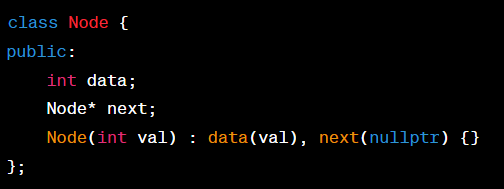 class Node {
public:
    int data;
    Node* next;
    Node(int val) : data(val), next(nullptr) {}
};